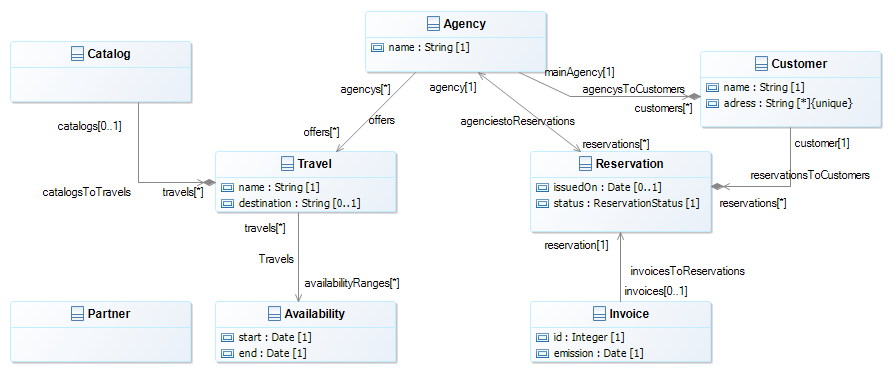 Agency
name : String [1]
Catalog
Customer
name : String [1]
adress : String [*]{unique}
mainAgency[1]
agencysToCustomers
customers[*]
agencys[*]
agency[1]
offers
offers[*]
agenciestoReservations
reservations[*]
catalogs[0..1]
catalogsToTravels
travels[*]
customer[1]
reservationsToCustomers
reservations[*]
Travel
name : String [1]
destination : String [0..1]
Reservation
issuedOn : Date [0..1]
status : ReservationStatus [1]
travels[*]
Travels
availabilityRanges[*]
reservation[1]
invoicesToReservations
invoices[0..1]
Partner
Availability
start : Date [1]
end : Date [1]
Invoice
id : Integer [1]
emission : Date [1]